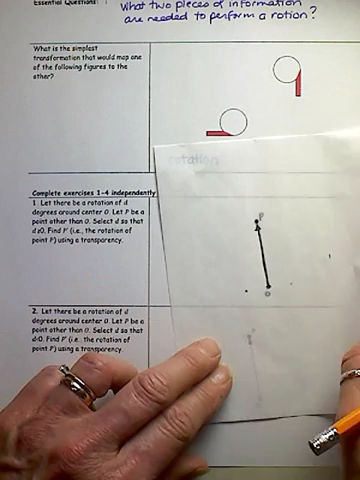 Essential Questions:
What two pieces of information
are needed to perform a rotion?
What is the simplest
transformation that would map one
of the following figures to the
other?
rotation
Complete exercises 1-4 independently
1. Let there be a rotation of d
degrees around center O. Let P be a
point other than O. Select d so that
d≥0. Find P' (i.e., the rotation of
point P) using a transparency.
P
O
2. Let there be a rotation of d
degrees around center O. Let P be a
point other than O. Select d so that
d<0. Find P' (i.e., the rotation of
point P) using a transparency.
P